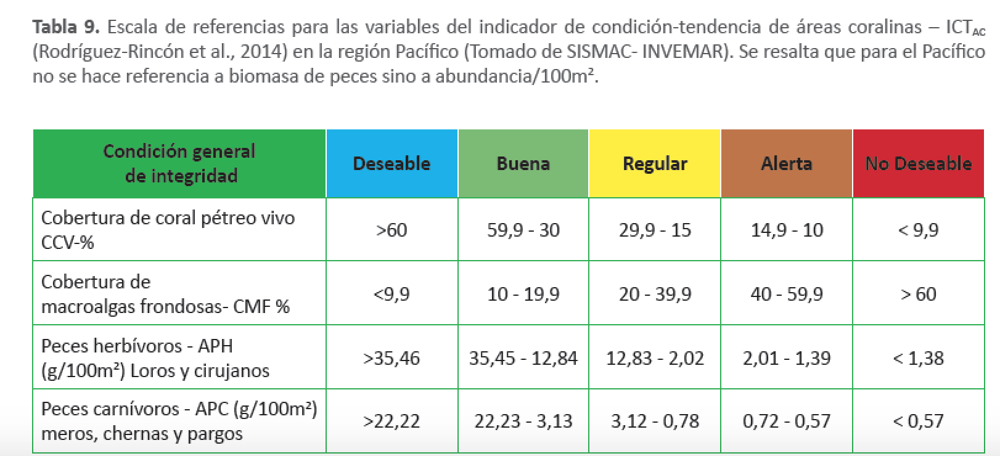 Tabla 9. Escala de referencias para las variables del indicador de condición-tendencia de áreas coralinas – ICTAC
(Rodríguez-Rincón et al., 2014) en la región Pacífico (Tomado de SISMAC- INVEMAR). Se resalta que para el Pacífico
no se hace referencia a biomasa de peces sino a abundancia/100m².
Condición general
de integridad
Deseable
Buena
Regular
Alerta
No Deseable
Cobertura de coral pétreo vivo
CCV-%
>60
59,9 - 30
29,9 - 15
14,9 - 10
< 9,9
Cobertura de
macroalgas frondosas- CMF %
<9,9
10 - 19,9
20 - 39,9
40 - 59,9
> 60
Peces herbívoros - APH
(g/100m²) Loros y cirujanos
>35,46
35,45 - 12,84
12,83 - 2,02
2,01 - 1,39
< 1,38
Peces carnívoros - APC (g/100m²)
meros, chernas y pargos
>22,22
22,23 - 3,13
3,12 - 0,78
0,72 - 0,57
< 0,57